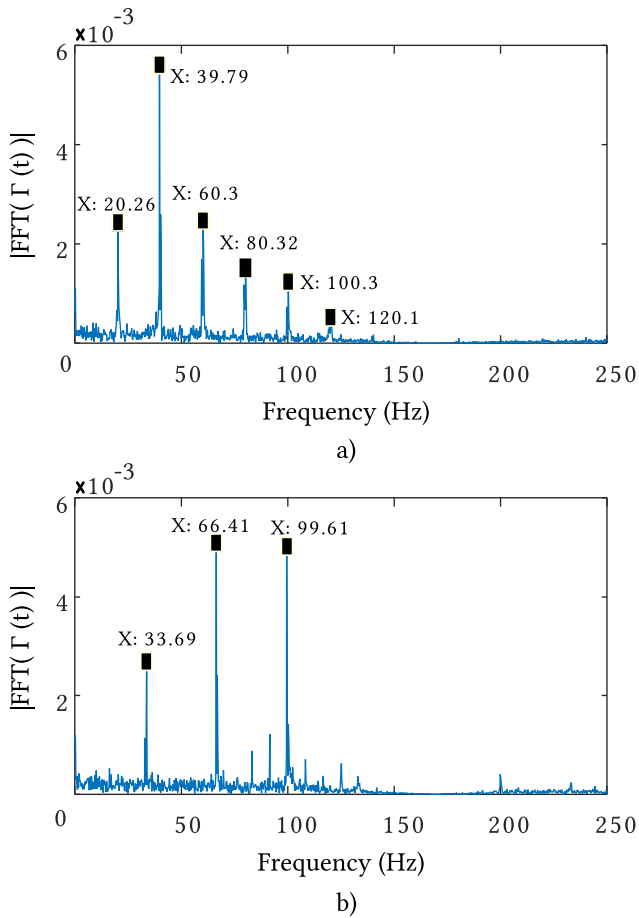 ×10-3
6
X: 39.79
4
X: 60.3
X: 20.26
X: 80.32
2
X: 100.3
X: 120.1
|FFT( Γ (t) )|
0 50 100 150 200 250
Frequency (Hz)
a)
×10-3
6
X: 66.41 X: 99.61
4
X: 33.69
2
|FFT( Γ (t) )|
0 50 100 150 200 250
Frequency (Hz)
b)